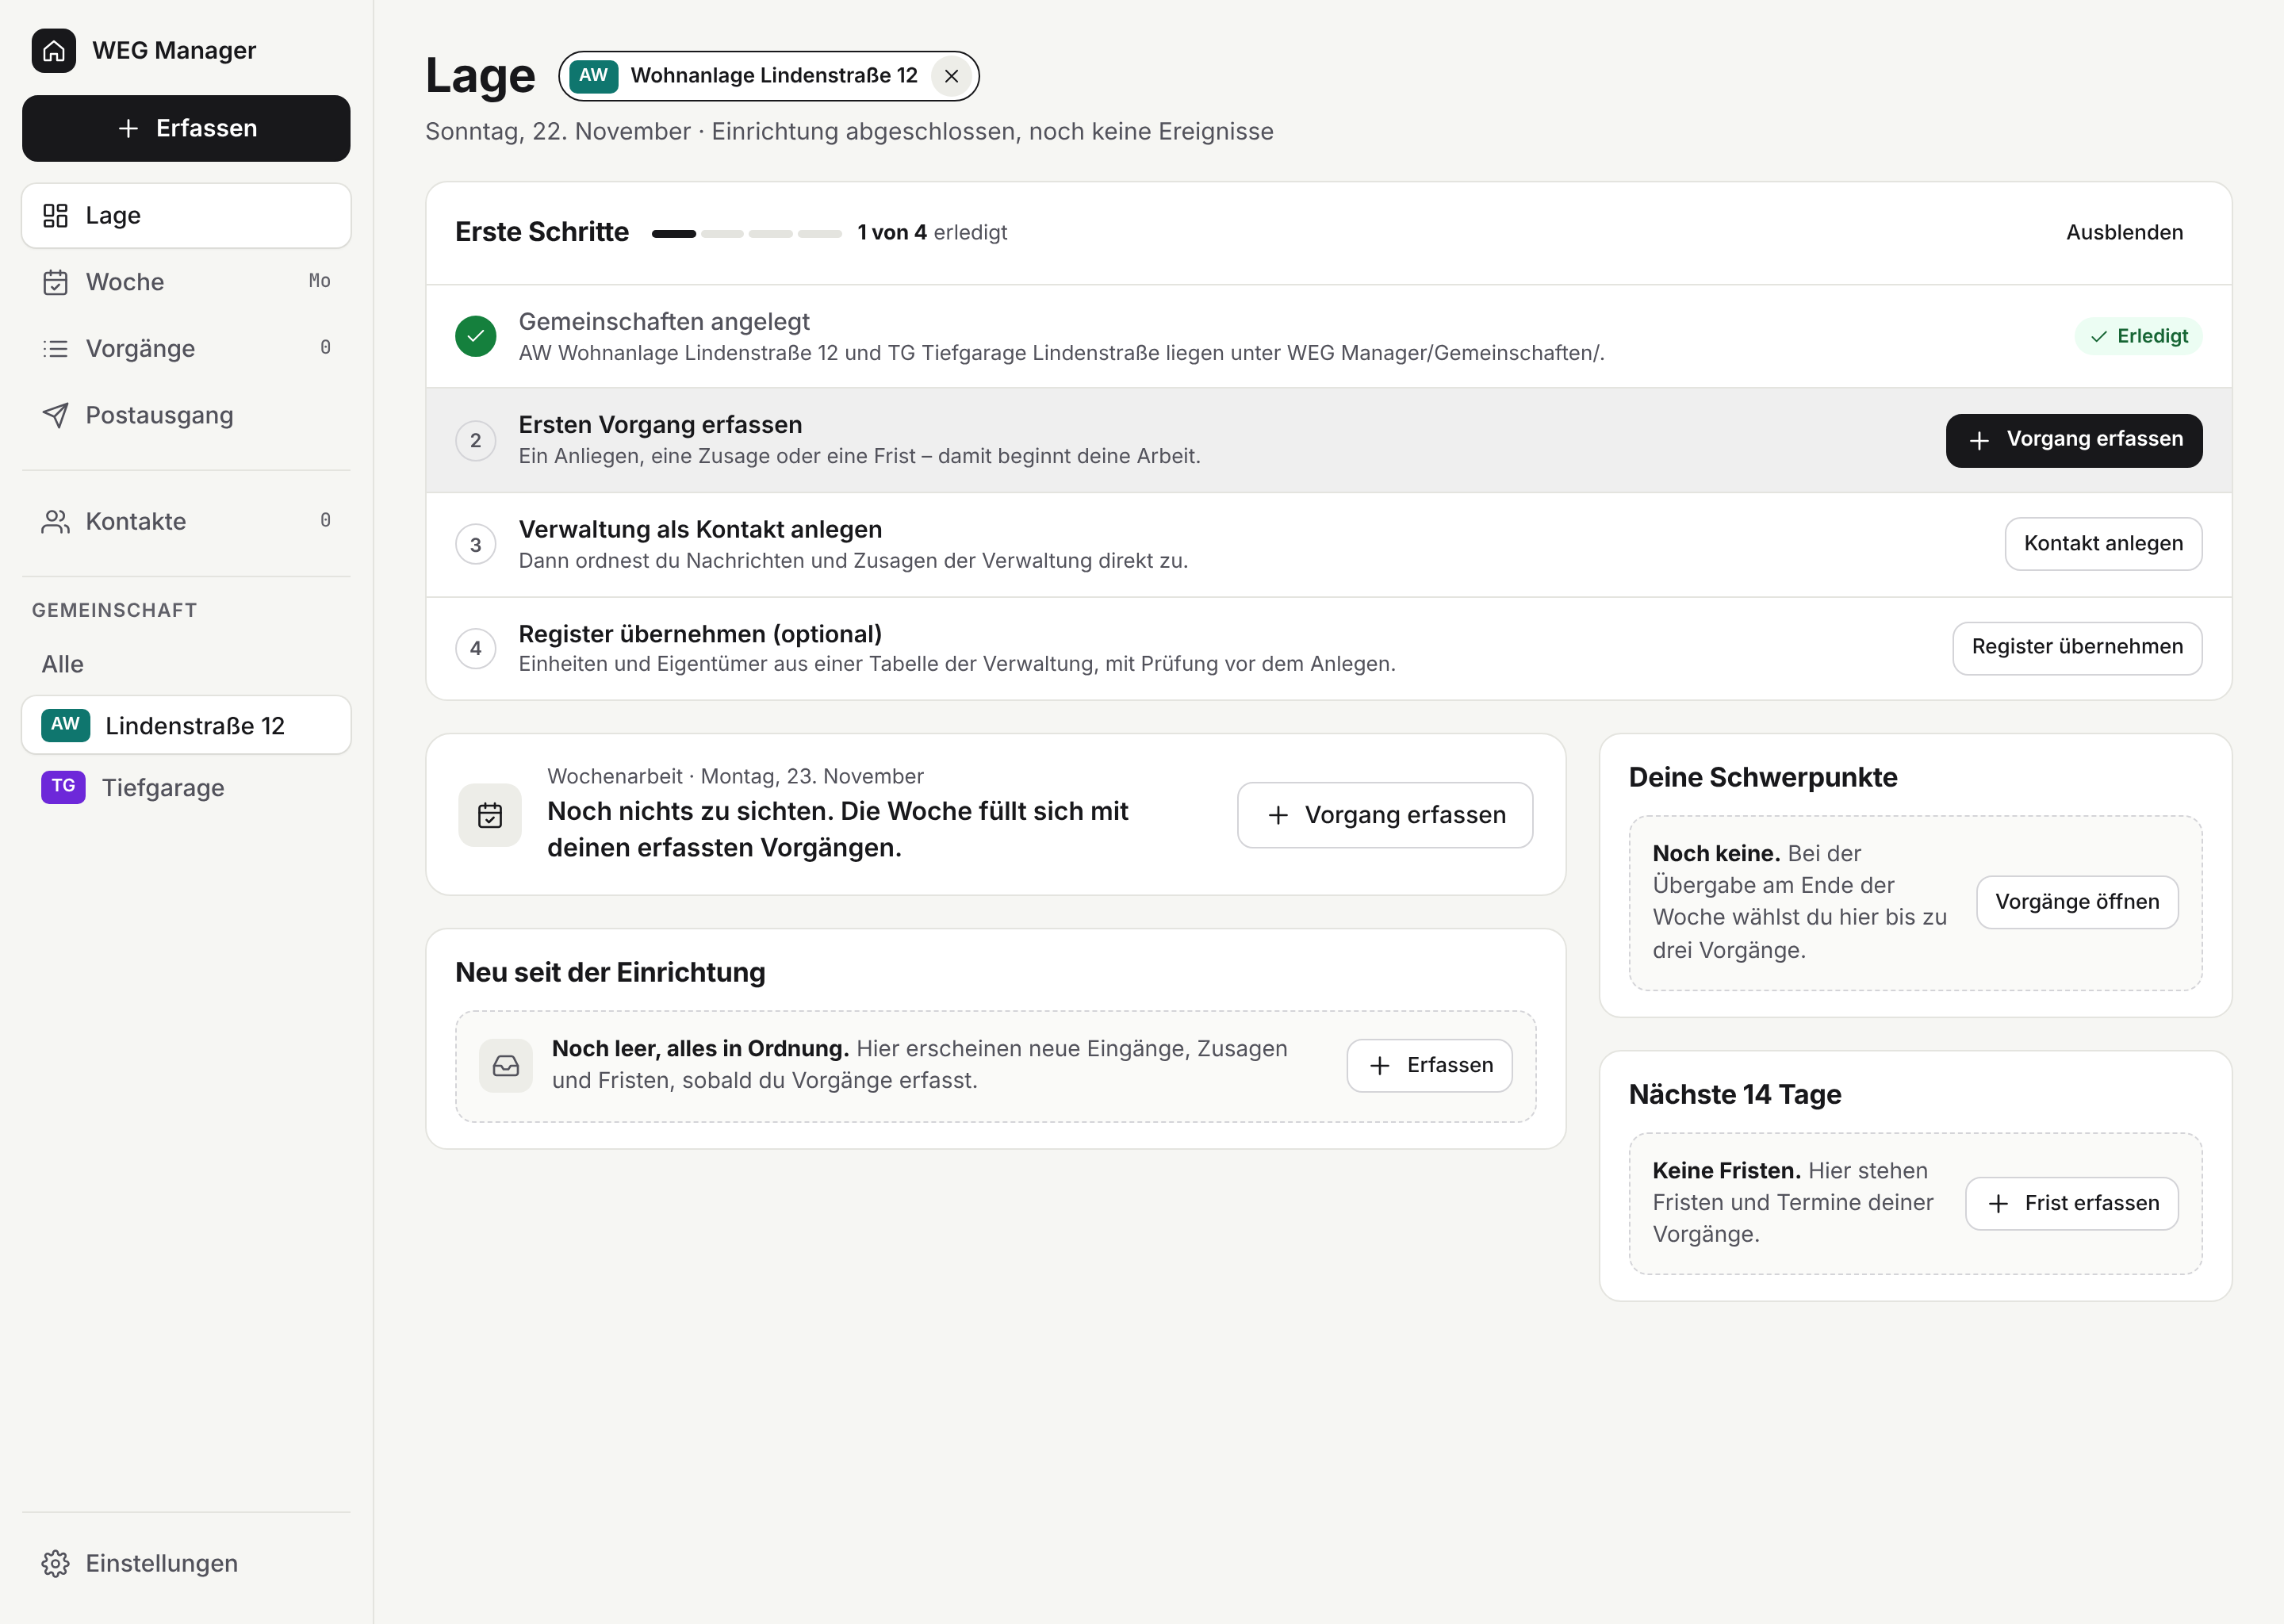 WEG Manager
Erfassen
Lage
Woche
Mo
Vorgänge
0
Postausgang
Kontakte
0
GEMEINSCHAFT
Alle
AW
Lindenstraße 12
TG
Tiefgarage
Einstellungen
Lage
AW
Wohnanlage Lindenstraße 12
Sonntag, 22. November · Einrichtung abgeschlossen, noch keine Ereignisse
Erste Schritte
1 von 4 erledigt
Ausblenden
Gemeinschaften angelegt
AW Wohnanlage Lindenstraße 12 und TG Tiefgarage Lindenstraße liegen unter WEG Manager/Gemeinschaften/.
Erledigt
2
Ersten Vorgang erfassen
Ein Anliegen, eine Zusage oder eine Frist – damit beginnt deine Arbeit.
Vorgang erfassen
3
Verwaltung als Kontakt anlegen
Dann ordnest du Nachrichten und Zusagen der Verwaltung direkt zu.
Kontakt anlegen
4
Register übernehmen (optional)
Einheiten und Eigentümer aus einer Tabelle der Verwaltung, mit Prüfung vor dem Anlegen.
Register übernehmen
Wochenarbeit · Montag, 23. November
Noch nichts zu sichten. Die Woche füllt sich mit
deinen erfassten Vorgängen.
Vorgang erfassen
Neu seit der Einrichtung
Noch leer, alles in Ordnung. Hier erscheinen neue Eingänge, Zusagen
und Fristen, sobald du Vorgänge erfasst.
Erfassen
Deine Schwerpunkte
Noch keine. Bei der
Übergabe am Ende der
Woche wählst du hier bis zu
drei Vorgänge.
Vorgänge öffnen
Nächste 14 Tage
Keine Fristen. Hier stehen
Fristen und Termine deiner
Vorgänge.
Frist erfassen